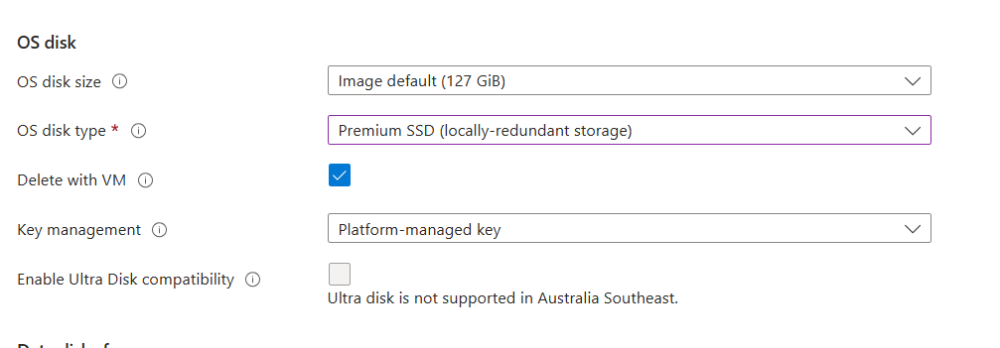 OS disk
OS disk size
Image default (127 GiB)
OS disk type *
Premium SSD (locally-redundant storage)
Delete with VM
Key management
Platform-managed key
Enable Ultra Disk compatibility
Ultra disk is not supported in Australia Southeast.